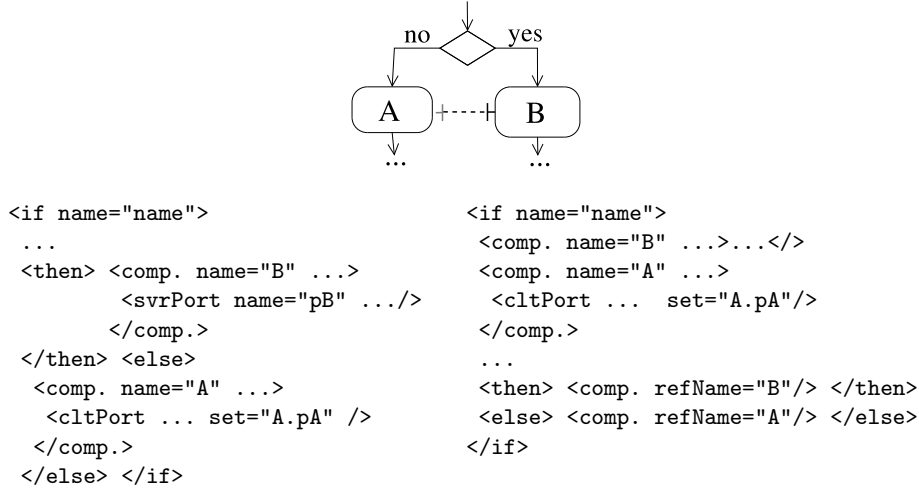 no yes
A B
... ...
<if name="name">
 ...
 <then> <comp. name="B" ...>
         <svrPort name="pB" .../>
        </comp.>
 </then> <else>
  <comp. name="A" ...>
   <cltPort ... set="A.pA" />
  </comp.>
 </else> </if>
<if name="name">
 <comp. name="B" ...>...</>
 <comp. name="A" ...>
  <cltPort ...  set="A.pA"/>
 </comp.>
 ...
 <then> <comp. refName="B"/> </then>
 <else> <comp. refName="A"/> </else>
</if>